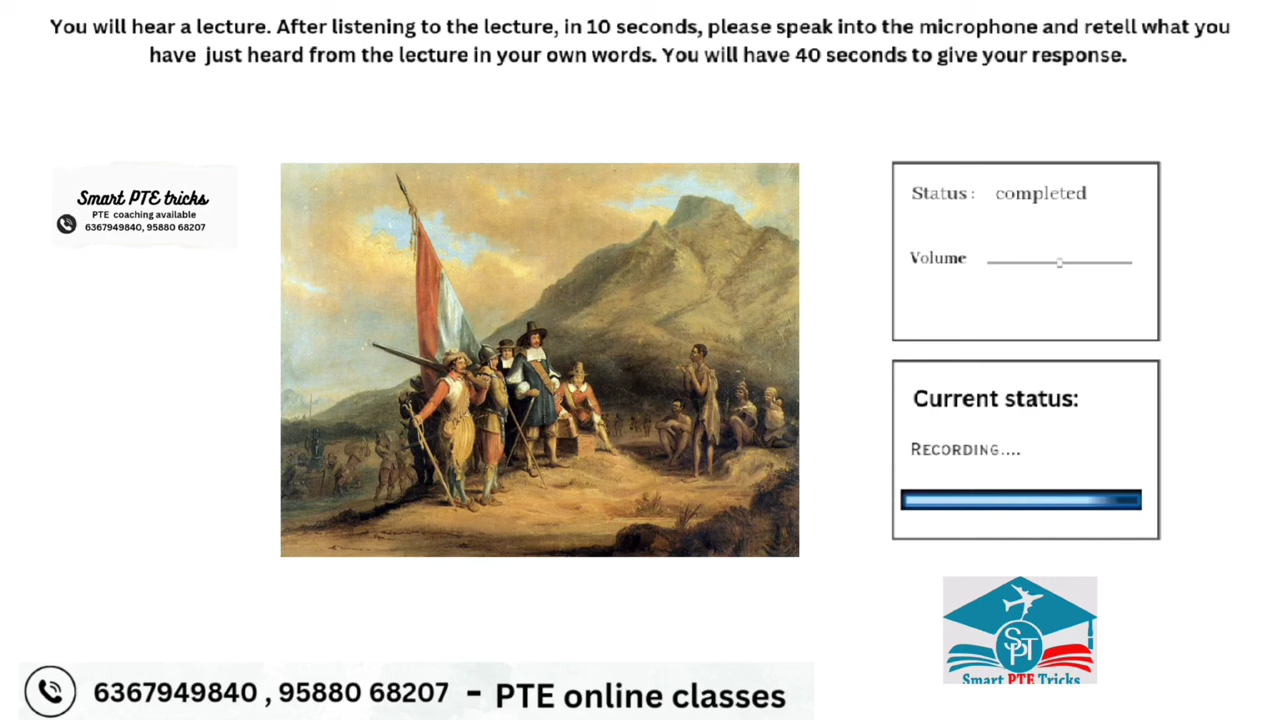 You will hear a lecture. After listening to the lecture, in 10 seconds, please speak into the microphone and retell what you
have just heard from the lecture in your own words. You will have 40 seconds to give your response.
Smart PTE tricks
PTE coaching available
6367949840, 95880 68207
Status: completed
Volume
Current status:
RECORDING....
SPT
Smart PTE Tricks
6367949840 , 95880 68207 - PTE online classes